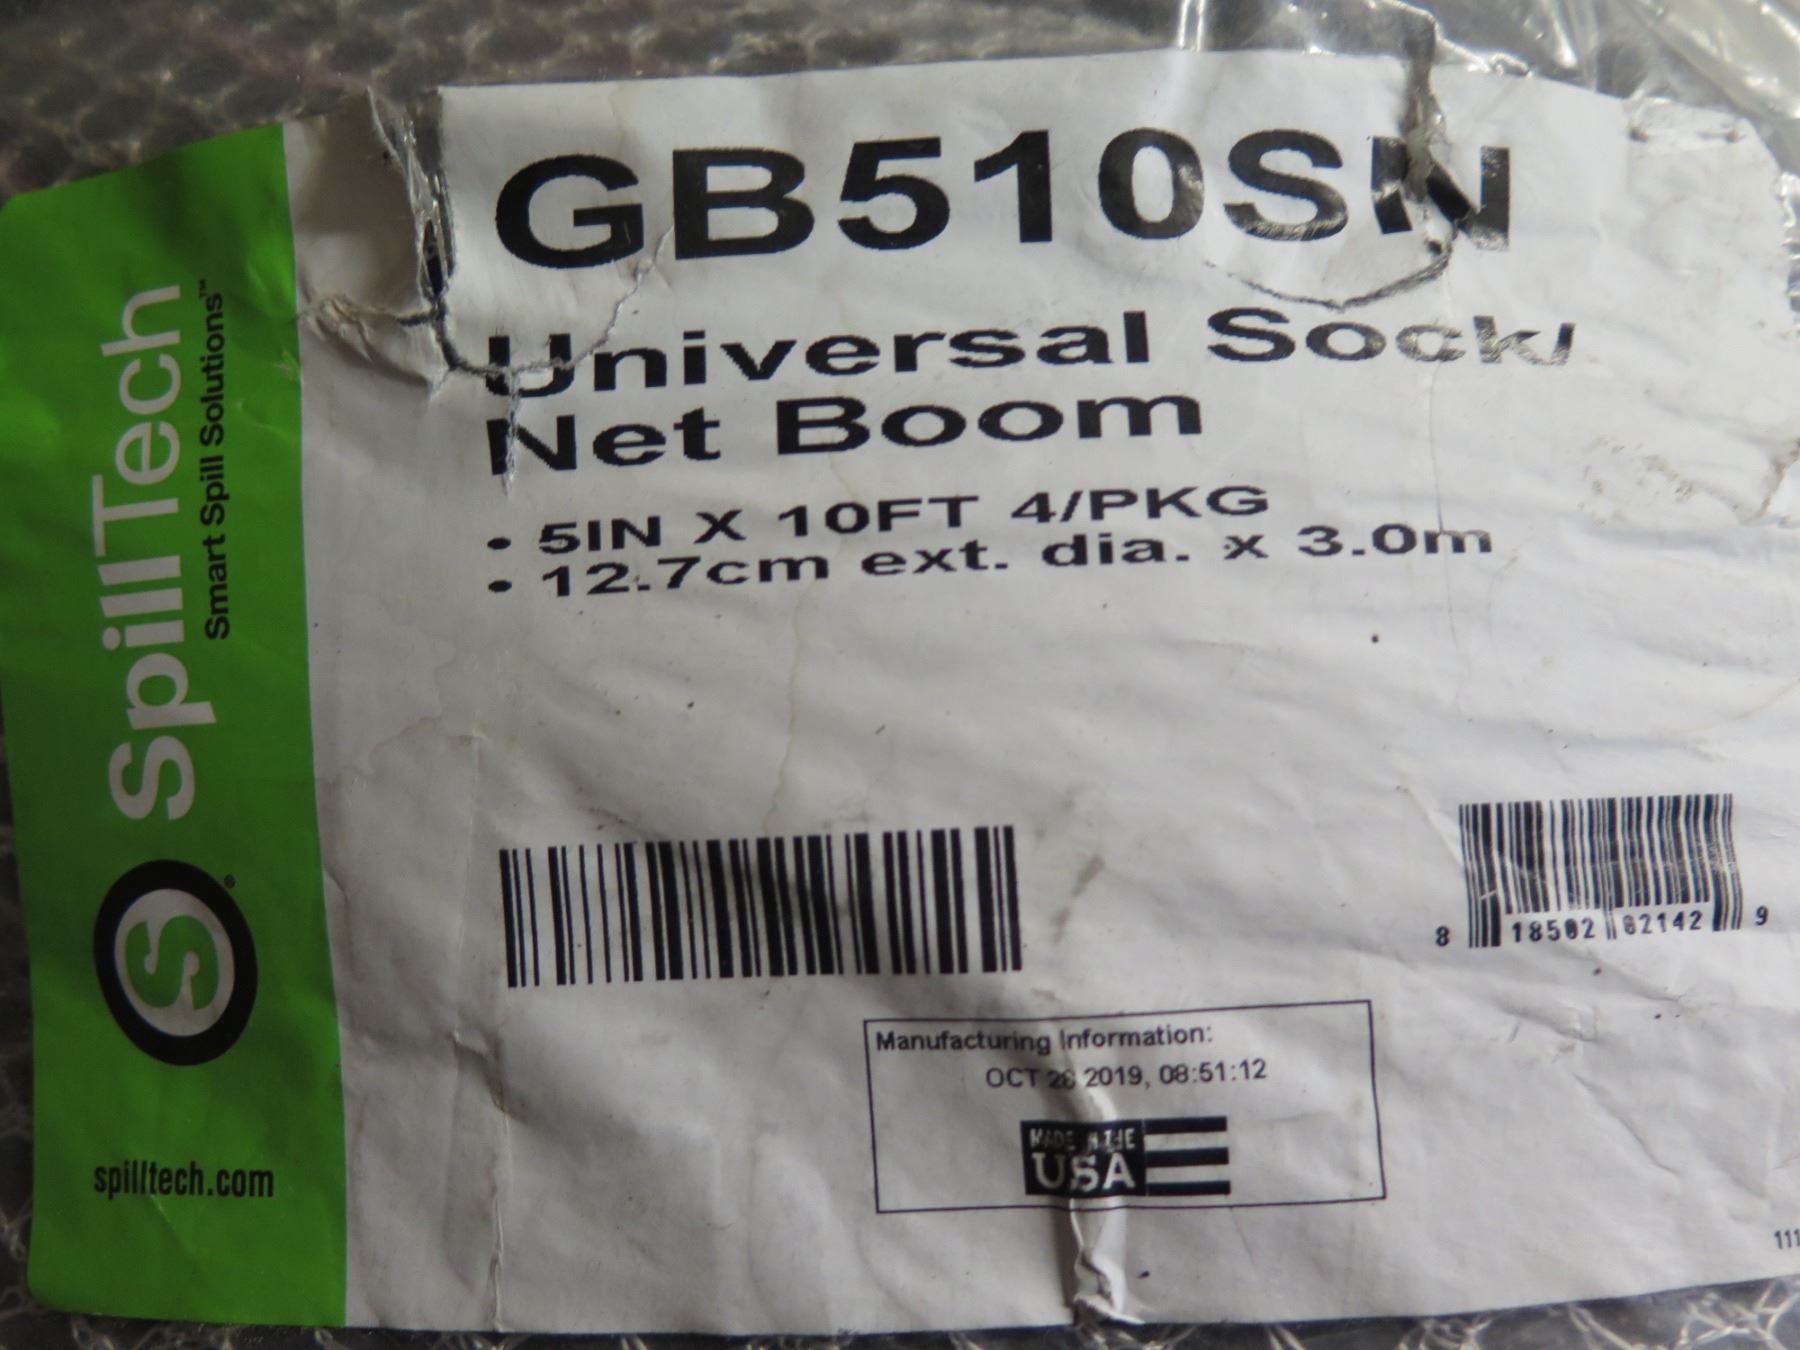 GB510SN
Universal Sock/
Net Boom
• 5IN X 10FT 4/PKG
• 12.7cm ext. dia. x 3.0m
SpillTech
Smart Spill Solutions™
S®
spilltech.com
8 18502 02142 9
Manufacturing Information:
OCT 2019, 08:51:12
MADE IN THE
USA
111